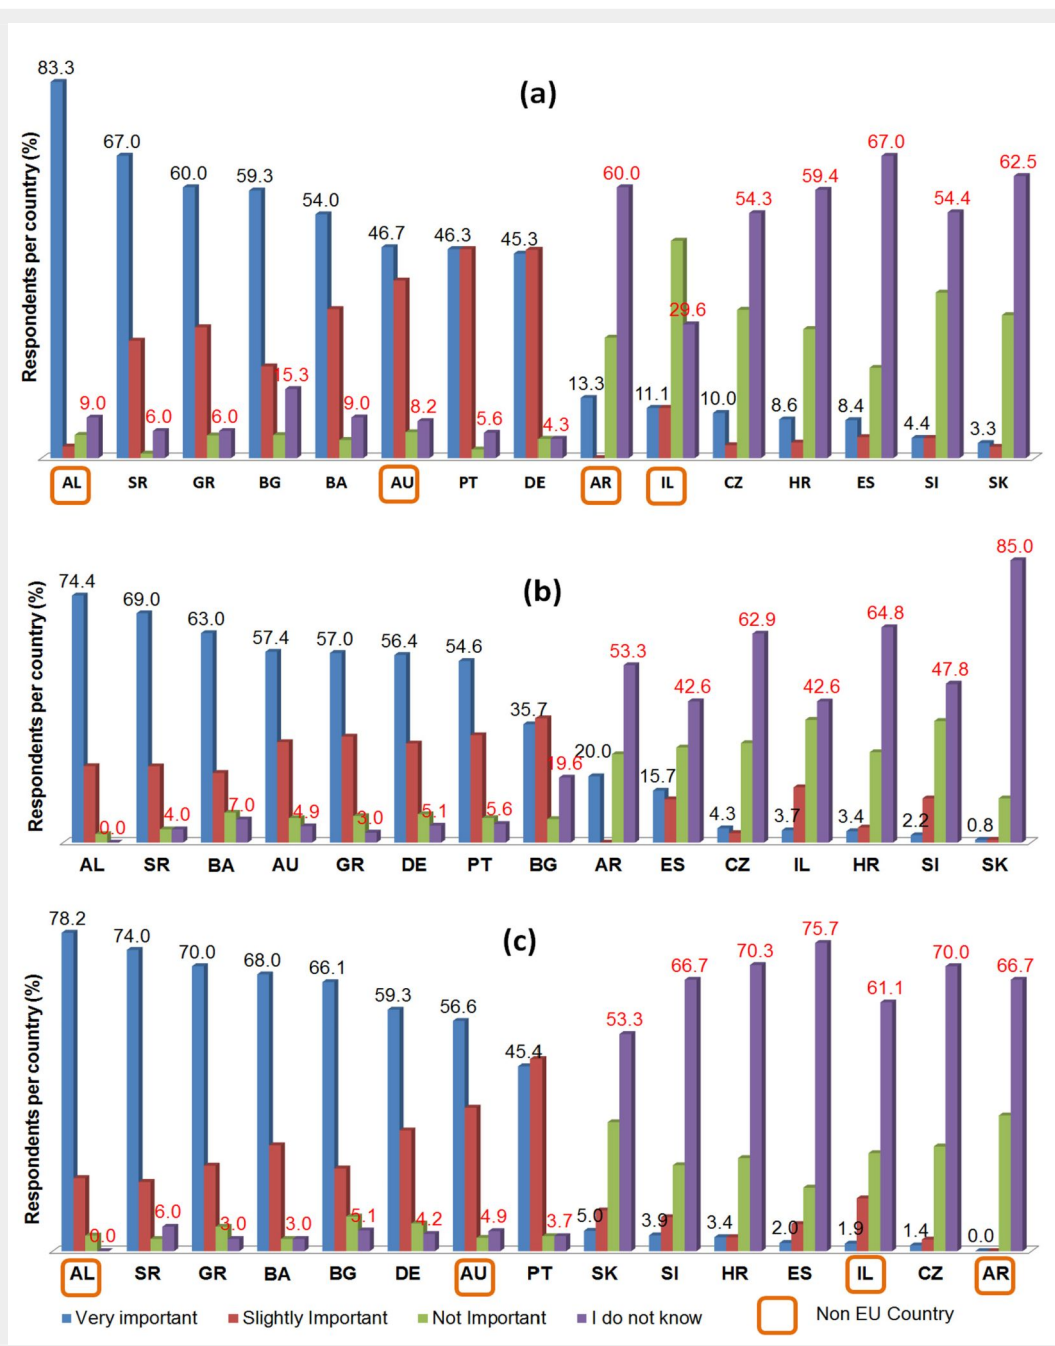 (a)
Respondents per country (%)
83.3 67.0 60.0 59.3 54.0 46.7 46.3 45.3 13.3 11.1 10.0 8.6 8.4 4.4 3.3
9.0 6.0 6.0 15.3 9.0 8.2 5.6 4.3 60.0 29.6 54.3 59.4 67.0 54.4 62.5
AL SR GR BG BA AU PT DE AR IL CZ HR ES SI SK
(b)
Respondents per country (%)
74.4 69.0 63.0 57.4 57.0 56.4 54.6 35.7 20.0 15.7 4.3 3.7 3.4 2.2 0.8
0.0 4.0 7.0 4.9 3.0 5.1 5.6 19.6 53.3 42.6 62.9 42.6 64.8 47.8 85.0
AL SR BA AU GR DE PT BG AR ES CZ IL HR SI SK
(c)
Respondents per country (%)
78.2 74.0 70.0 68.0 66.1 59.3 56.6 45.4 5.0 3.9 3.4 2.0 1.9 1.4 0.0
0.0 6.0 3.0 3.0 5.1 4.2 4.9 3.7 53.3 66.7 70.3 75.7 61.1 70.0 66.7
AL SR GR BA BG DE AU PT SK SI HR ES IL CZ AR
Very important Slightly Important Not Important I do not know Non EU Country